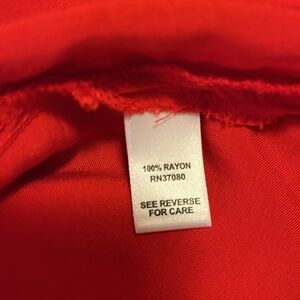 100% RAYON
RN37080
SEE REVERSE
FOR CARE